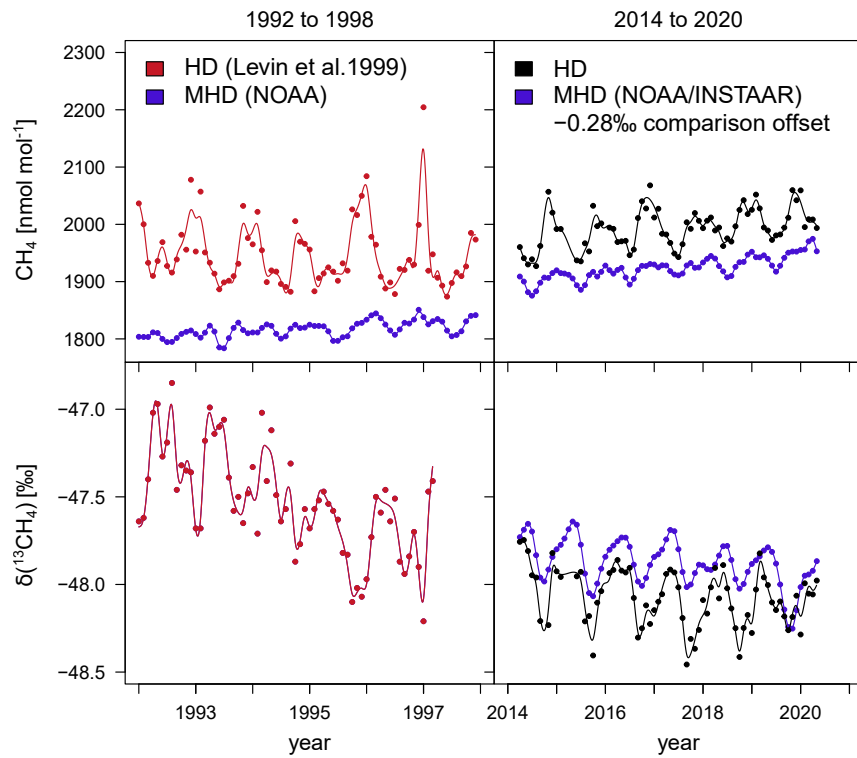 1992 to 1998
2014 to 2020
2300
2200
2100
2000
1900
1800
CH₄ [nmol mol⁻¹]
HD (Levin et al.1999)
MHD (NOAA)
HD
MHD (NOAA/INSTAAR)
−0.28‰ comparison offset
−47.0
−47.5
−48.0
−48.5
δ(¹³CH₄) [‰]
1993 1995 1997
2014 2016 2018 2020
year
year